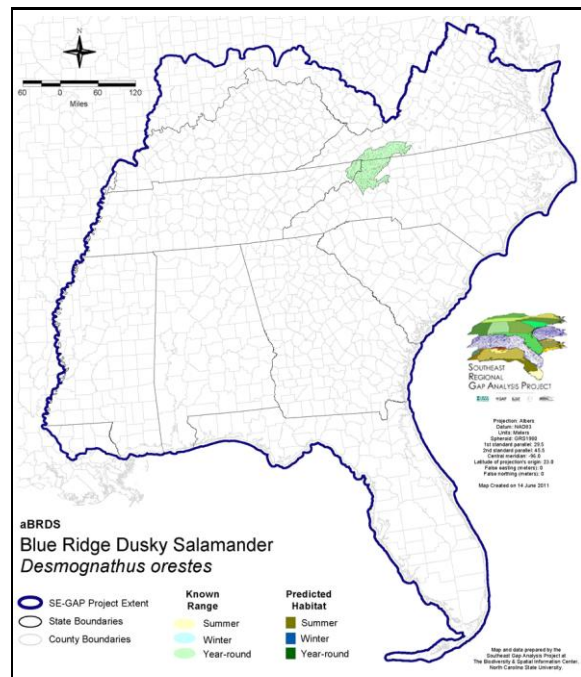 N
60 0 60 120
Miles
SOUTHEAST
REGIONAL
GAP ANALYSIS PROJECT
Projection: Albers
Datum: NAD83
Units: Meters
Spheroid: GRS1980
1st standard parallel: 29.5
2nd standard parallel: 45.5
Central meridian: -96.0
Latitude of projection's origin: 23.0
False easting (meters): 0
False northing (meters): 0
Map Created on 14 June 2011
aBRDS
Blue Ridge Dusky Salamander
Desmognathus orestes
SE-GAP Project Extent
State Boundaries
County Boundaries
Known
Range
Summer
Winter
Year-round
Predicted
Habitat
Summer
Winter
Year-round
Map and data prepared by the
Southeast Gap Analysis Project at
The Biodiversity & Spatial Information Center,
North Carolina State University.